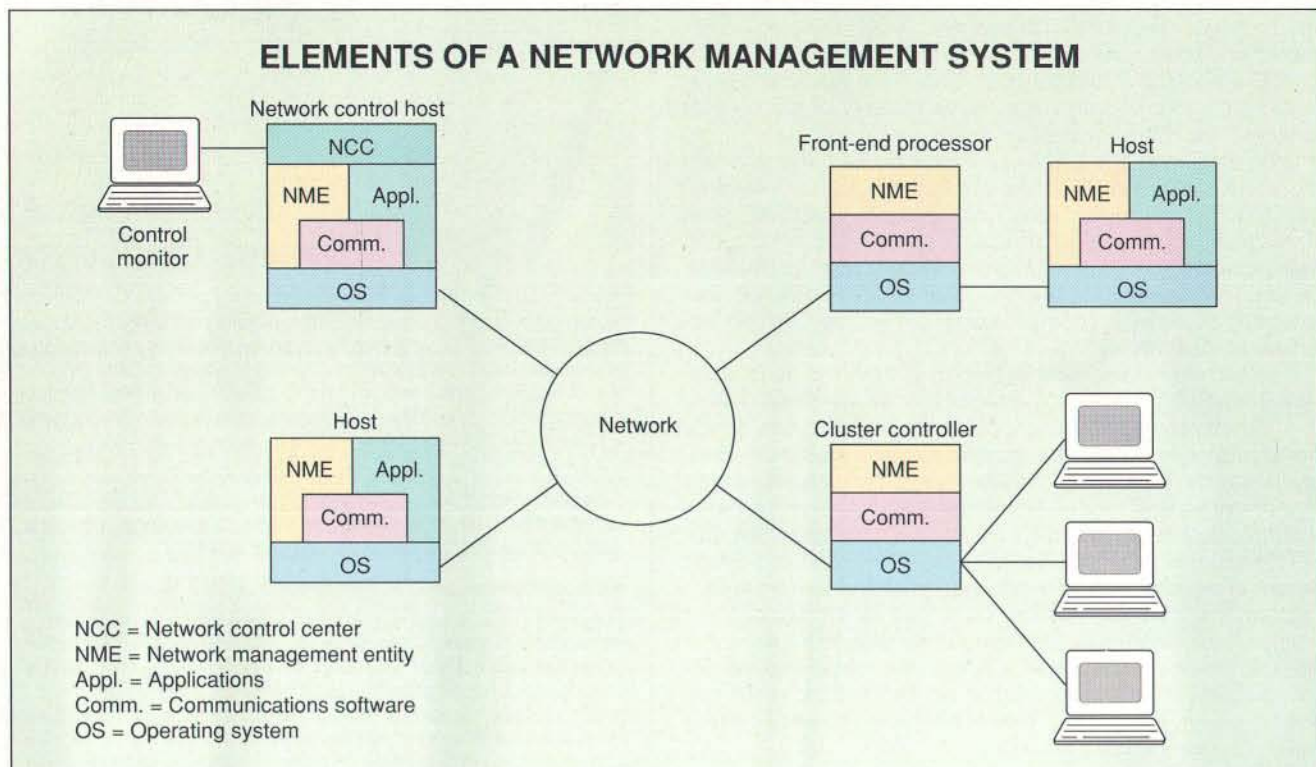 ELEMENTS OF A NETWORK MANAGEMENT SYSTEM
Network control host
NCC
NME
Appl.
Comm.
OS
Control
monitor
Front-end processor
NME
Comm.
OS
Host
NME
Appl.
Comm.
OS
Network
Host
NME
Appl.
Comm.
OS
Cluster controller
NME
Comm.
OS
NCC = Network control center
NME = Network management entity
Appl. = Applications
Comm. = Communications software
OS = Operating system